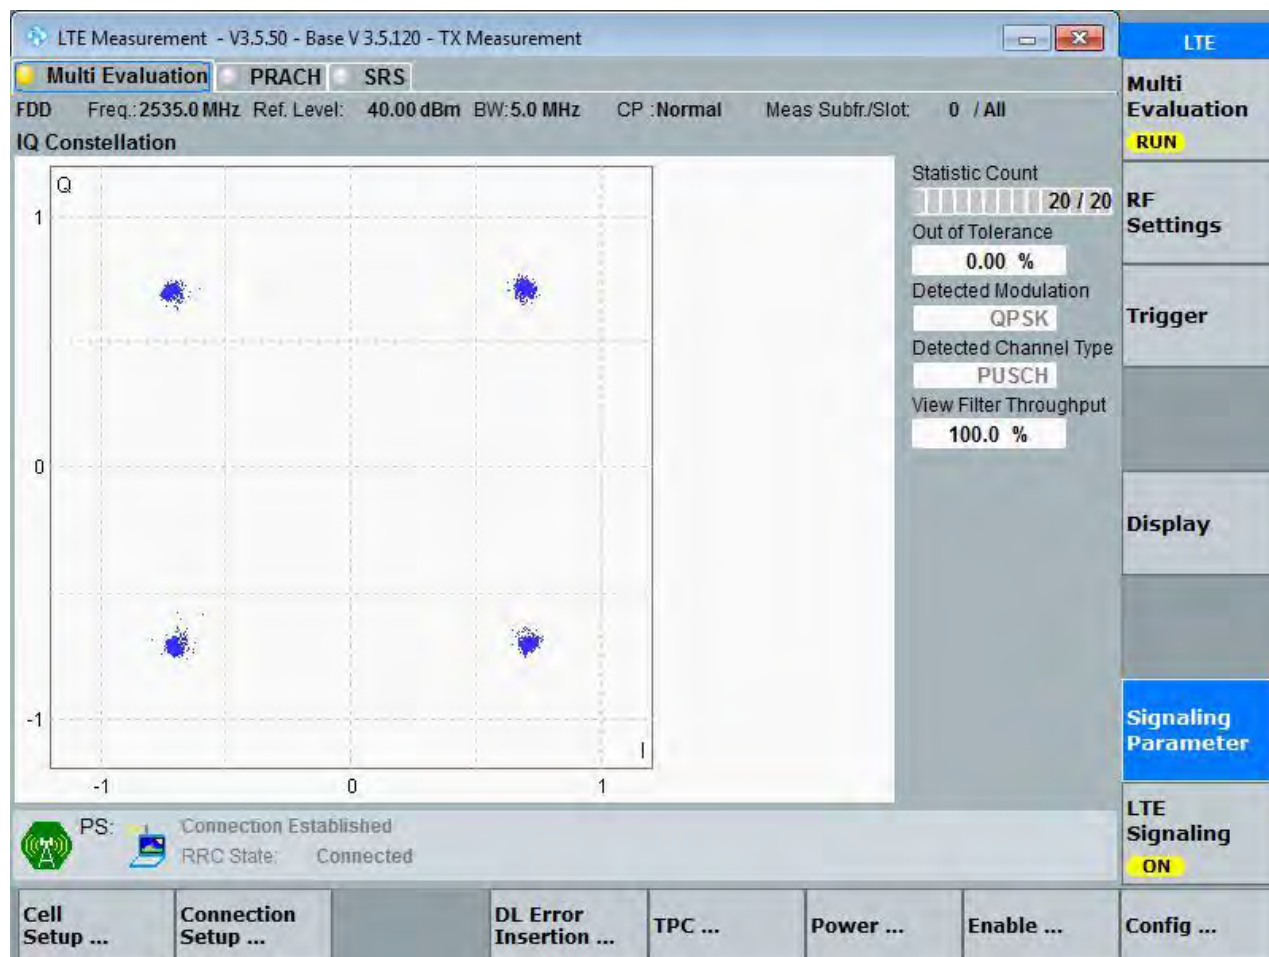 LTE Measurement - V3.5.50 - Base V 3.5.120 - TX Measurement
LTE
Multi Evaluation PRACH SRS
FDD Freq.: 2535.0 MHz Ref. Level: 40.00 dBm BW: 5.0 MHz CP : Normal Meas Subfr./Slot: 0 / All
IQ Constellation
Q
1
0
-1
I
-1 0 1
Statistic Count
20 / 20
Out of Tolerance
0.00 %
Detected Modulation
QPSK
Detected Channel Type
PUSCH
View Filter Throughput
100.0 %
Multi
Evaluation
RUN
RF
Settings
Trigger
Display
Signaling
Parameter
LTE
Signaling
ON
PS: Connection Established
RRC State: Connected
Cell
Setup ...
Connection
Setup ...
DL Error
Insertion ...
TPC ...
Power ...
Enable ...
Config ...